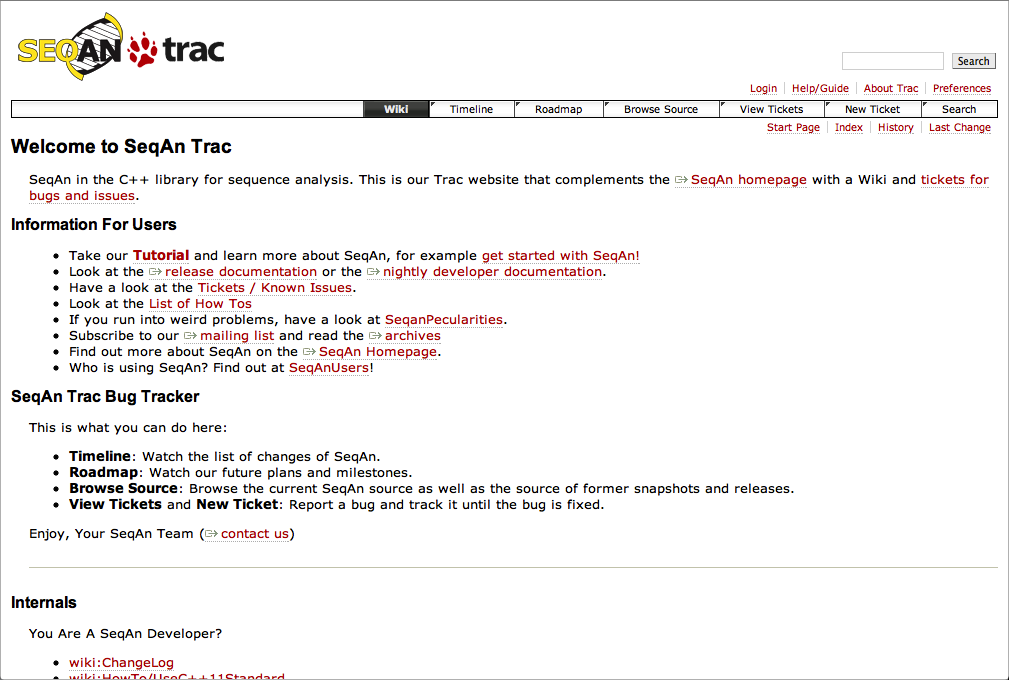 SEQAN trac
Search
Login Help/Guide About Trac Preferences
Wiki Timeline Roadmap Browse Source View Tickets New Ticket Search
Start Page Index History Last Change
Welcome to SeqAn Trac
SeqAn in the C++ library for sequence analysis. This is our Trac website that complements the SeqAn homepage with a Wiki and tickets for
bugs and issues.
Information For Users
Take our Tutorial and learn more about SeqAn, for example get started with SeqAn!
Look at the release documentation or the nightly developer documentation.
Have a look at the Tickets / Known Issues.
Look at the List of How Tos
If you run into weird problems, have a look at SeqanPecularities.
Subscribe to our mailing list and read the archives
Find out more about SeqAn on the SeqAn Homepage.
Who is using SeqAn? Find out at SeqAnUsers!
SeqAn Trac Bug Tracker
This is what you can do here:
Timeline: Watch the list of changes of SeqAn.
Roadmap: Watch our future plans and milestones.
Browse Source: Browse the current SeqAn source as well as the source of former snapshots and releases.
View Tickets and New Ticket: Report a bug and track it until the bug is fixed.
Enjoy, Your SeqAn Team (contact us)
Internals
You Are A SeqAn Developer?
wiki:ChangeLog
wiki:HowTo/UseC++11Standard